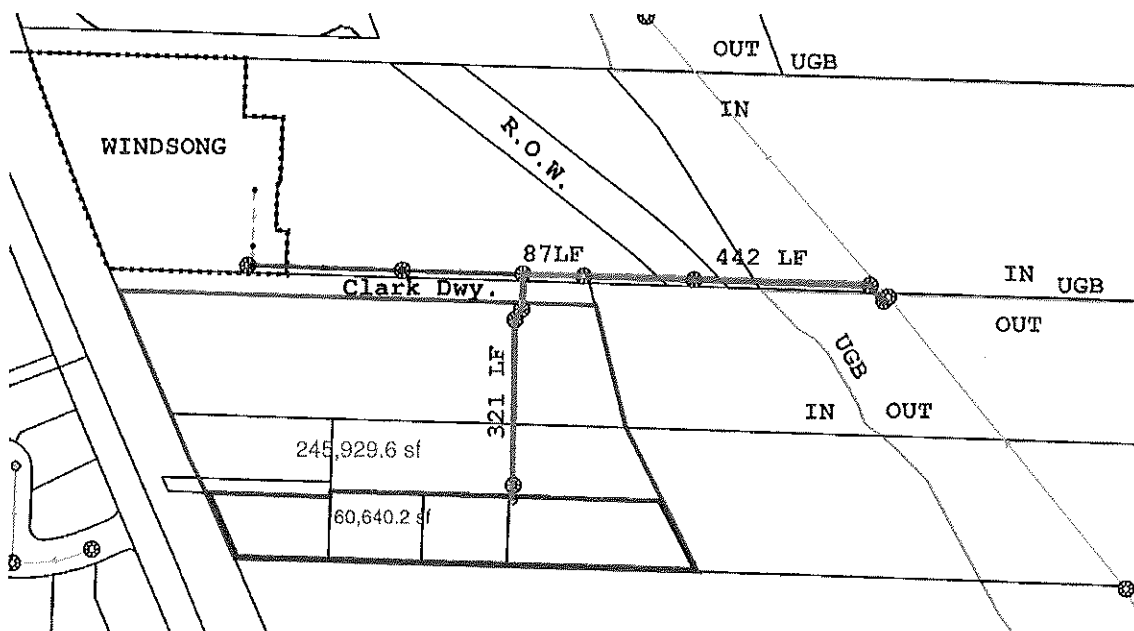 OUT UGB
IN
WINDSONG
R.O.W.
87LF
442 LF
Clark Dwy.
IN UGB
OUT
UGB
321 LF
IN OUT
245,929.6 sf
60,640.2 sf